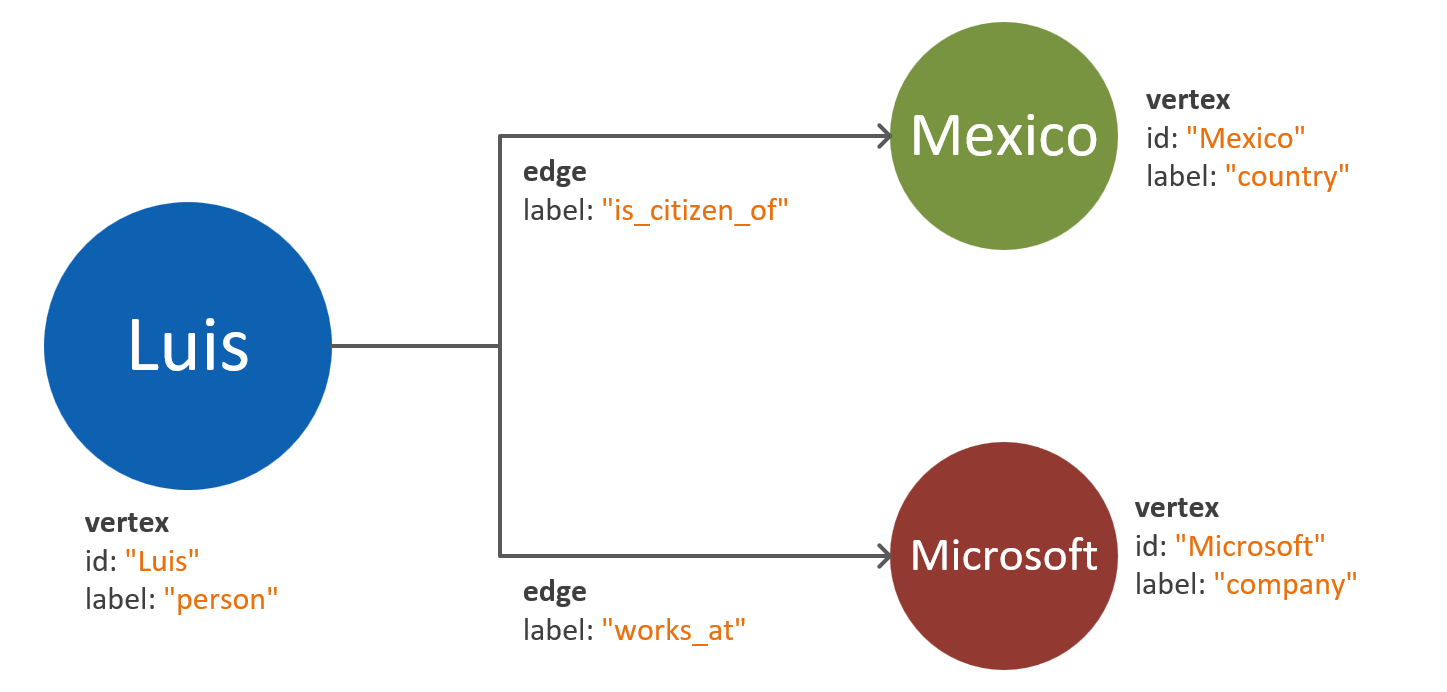 Mexico
vertex
id: "Mexico"
label: "country"
edge
label: "is_citizen_of"
Luis
vertex
id: "Luis"
label: "person"
Microsoft
vertex
id: "Microsoft"
label: "company"
edge
label: "works_at"